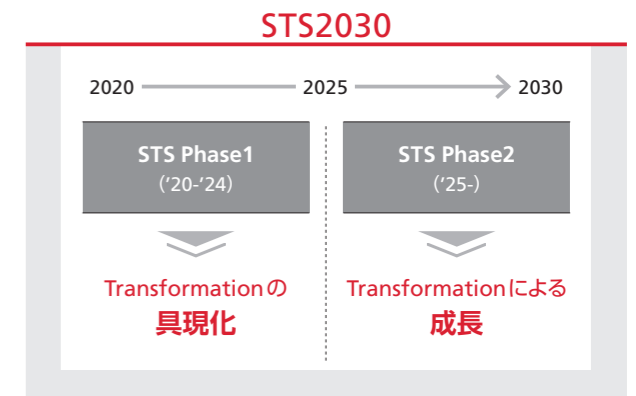 STS2030
2020 2025 2030
STS Phase1
（’20-’24）
STS Phase2
（’25-）
Transformationの
具現化
Transformationによる
成長